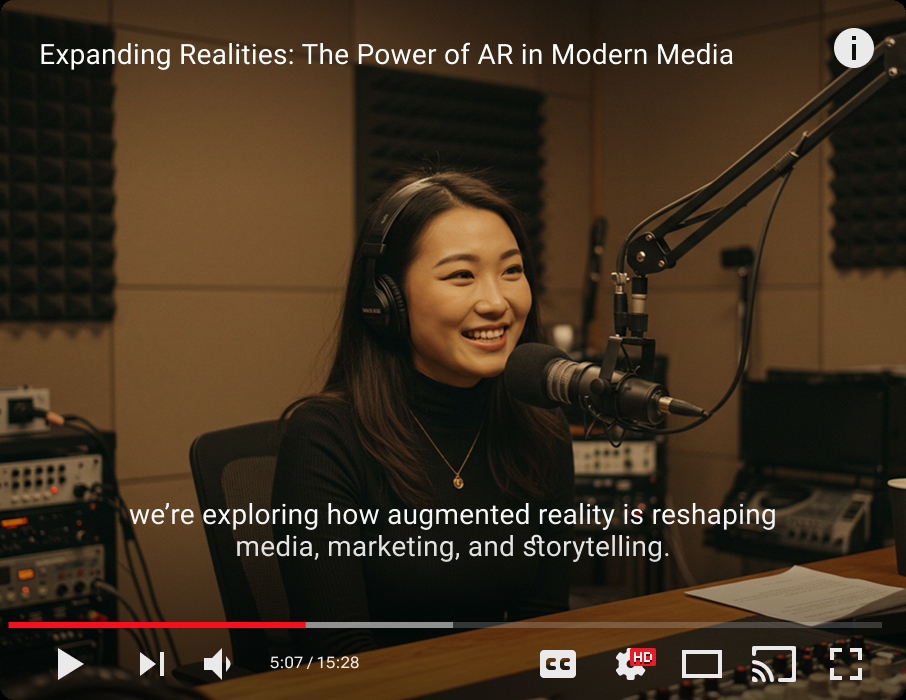 Expanding Realities: The Power of AR in Modern Media
i
we’re exploring how augmented reality is reshaping
media, marketing, and storytelling.
5:07 / 15:28
CC
HD